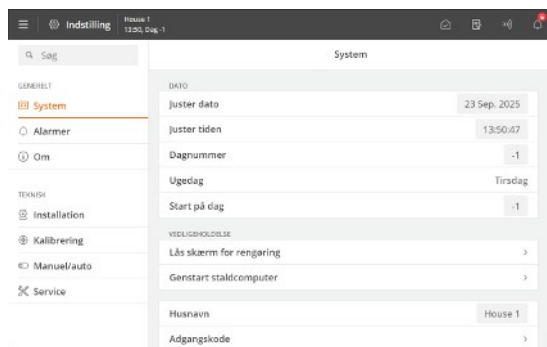 Indstilling
House 1
13:50, Dag -1
Søg
System
GENERELT
System
Alarmer
Om
TEKNISK
Installation
Kalibrering
Manuel/auto
Service
DATO
Juster dato 23 Sep. 2025
Juster tiden 13:50:47
Dagnummer -1
Ugedag Tirsdag
Start på dag -1
VEDLIGEHOLDELSE
Lås skærm for rengøring
Genstart staldcomputer
Husnavn House 1
Adgangskode